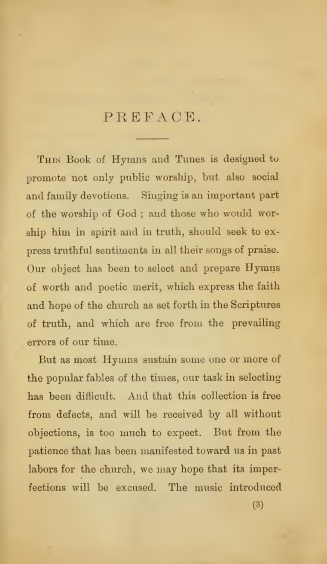 PREFACE.
THIS Book of Hymns and Tunes is designed to
promote not only public worship, but also social
and family devotions. Singing is an important part
of the worship of God; and those who would wor-
ship him in spirit and in truth, should seek to ex-
press truthful sentiments in all their songs of praise.
Our object has been to select and prepare Hymns
of worth and poetic merit, which express the faith
and hope of the church as set forth in the Scriptures
of truth, and which are free from the prevailing
errors of our time.
But as most Hymns sustain some one or more of
the popular fables of the times, our task in selecting
has been difficult. And that this collection is free
from defects, and will be received by all without
objections, is too much to expect. But from the
patience that has been manifested toward us in past
labors for the church, we may hope that its imper-
fections will be excused. The music introduced
(3)